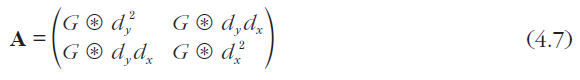 A = ( G ⊛ d_y^2   G ⊛ d_y d_x
      G ⊛ d_y d_x   G ⊛ d_x^2 )   (4.7)